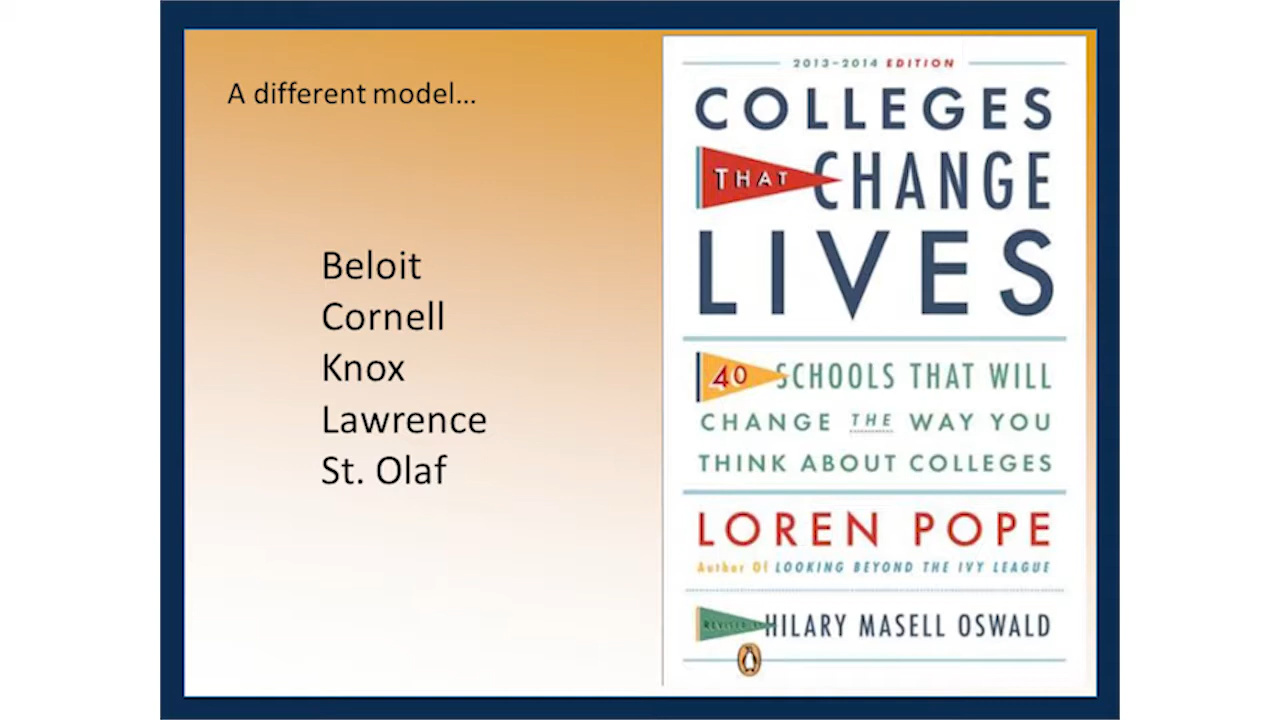 A different model...
Beloit
Cornell
Knox
Lawrence
St. Olaf
2013-2014 EDITION
COLLEGES
THAT CHANGE
LIVES
40 SCHOOLS THAT WILL
CHANGE THE WAY YOU
THINK ABOUT COLLEGES
LOREN POPE
Author Of LOOKING BEYOND THE IVY LEAGUE
HILARY MASELL OSWALD